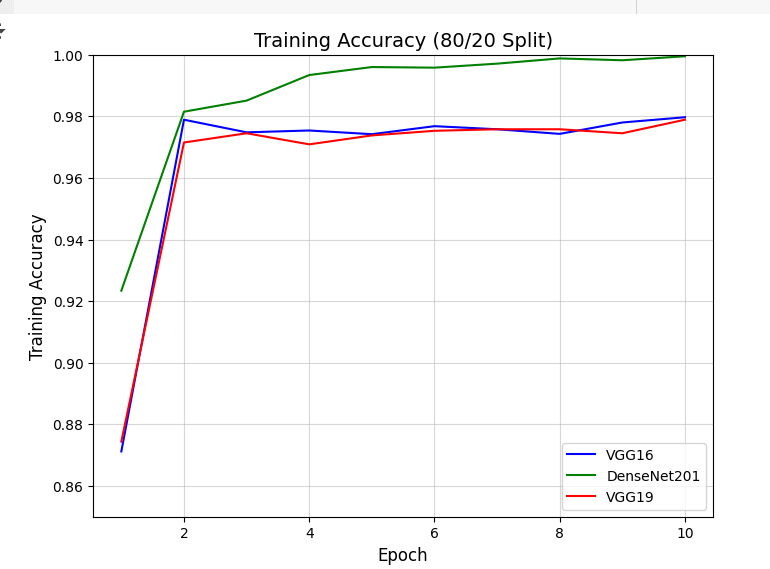 Training Accuracy (80/20 Split)
1.00
0.98
0.96
0.94
0.92
0.90
0.88
0.86
Training Accuracy
VGG16
DenseNet201
VGG19
2 4 6 8 10
Epoch